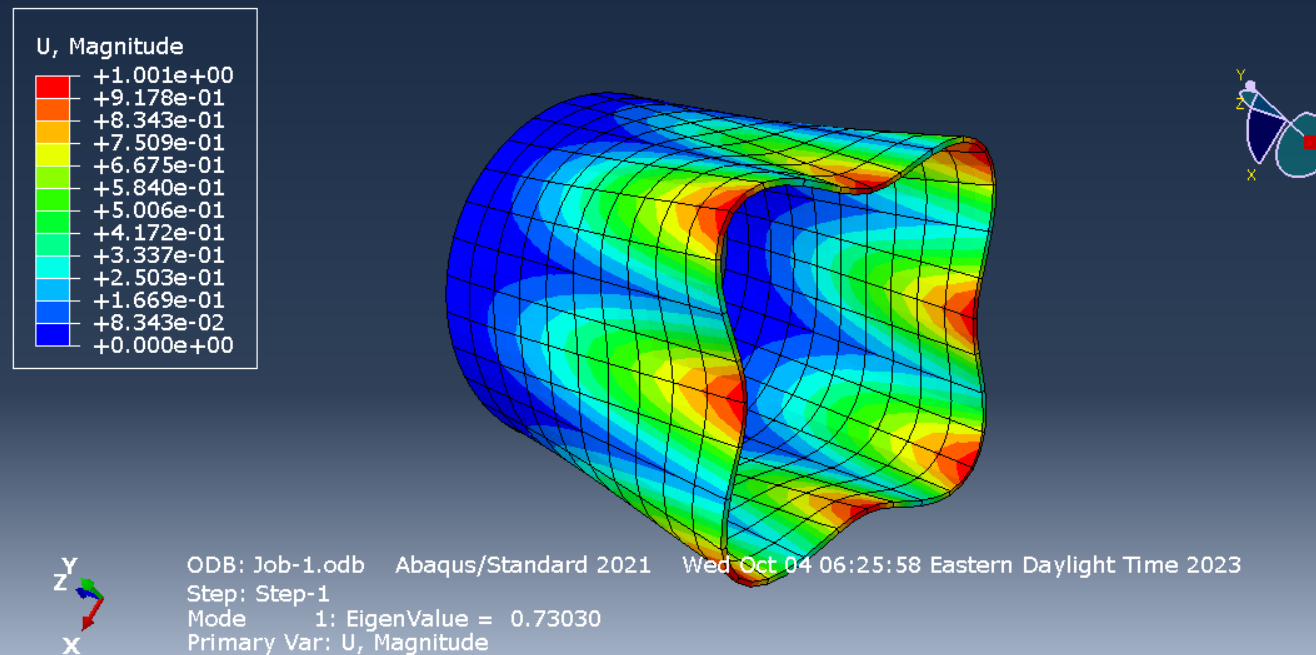 U, Magnitude
+1.001e+00
+9.178e-01
+8.343e-01
+7.509e-01
+6.675e-01
+5.840e-01
+5.006e-01
+4.172e-01
+3.337e-01
+2.503e-01
+1.669e-01
+8.343e-02
+0.000e+00
Y
Z
X
Y
Z
X
ODB: Job-1.odb Abaqus/Standard 2021 Wed Oct 04 06:25:58 Eastern Daylight Time 2023
Step: Step-1
Mode 1: EigenValue = 0.73030
Primary Var: U, Magnitude